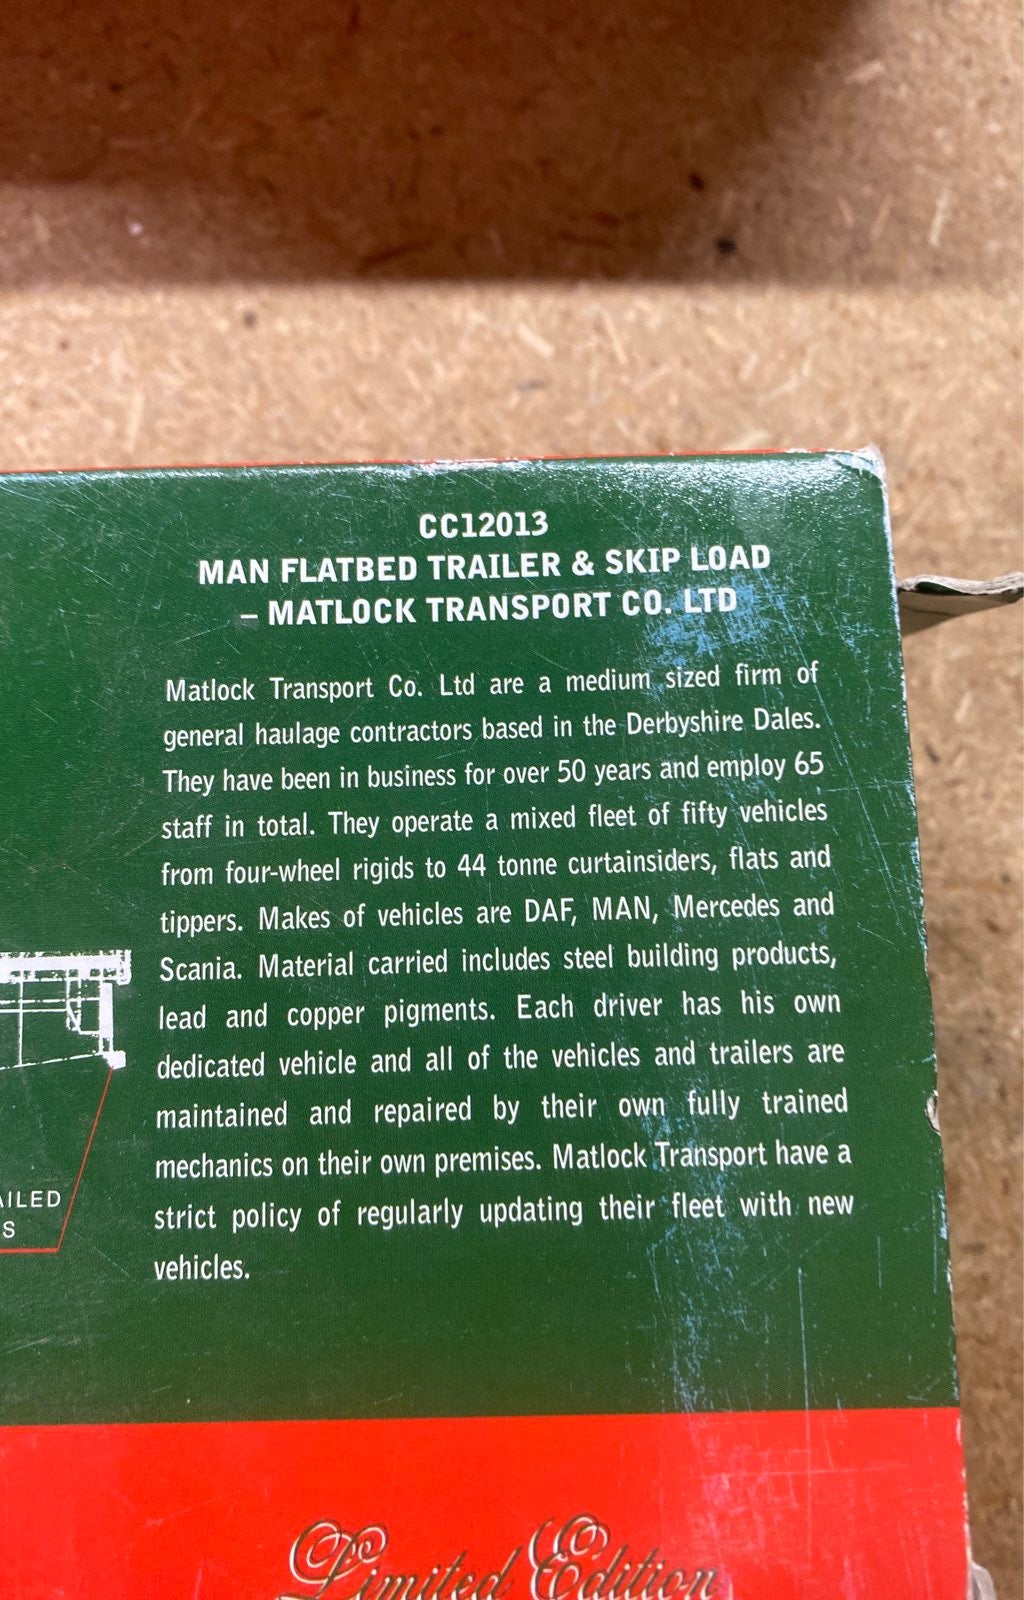 CC12013
MAN FLATBED TRAILER & SKIP LOAD
– MATLOCK TRANSPORT CO. LTD
Matlock Transport Co. Ltd are a medium sized firm of
general haulage contractors based in the Derbyshire Dales.
They have been in business for over 50 years and employ 65
staff in total. They operate a mixed fleet of fifty vehicles
from four-wheel rigids to 44 tonne curtainsiders, flats and
tippers. Makes of vehicles are DAF, MAN, Mercedes and
Scania. Material carried includes steel building products,
lead and copper pigments. Each driver has his own
dedicated vehicle and all of the vehicles and trailers are
maintained and repaired by their own fully trained
mechanics on their own premises. Matlock Transport have a
strict policy of regularly updating their fleet with new
vehicles.
AILED
S
Limited Edition